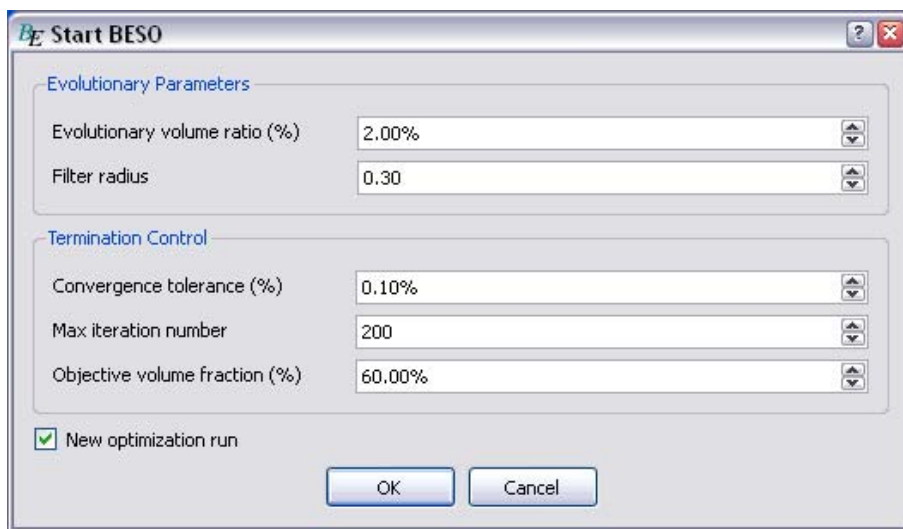 BE Start BESO ?
Evolutionary Parameters
Evolutionary volume ratio (%) 2.00%
Filter radius 0.30
Termination Control
Convergence tolerance (%) 0.10%
Max iteration number 200
Objective volume fraction (%) 60.00%
New optimization run
OK Cancel